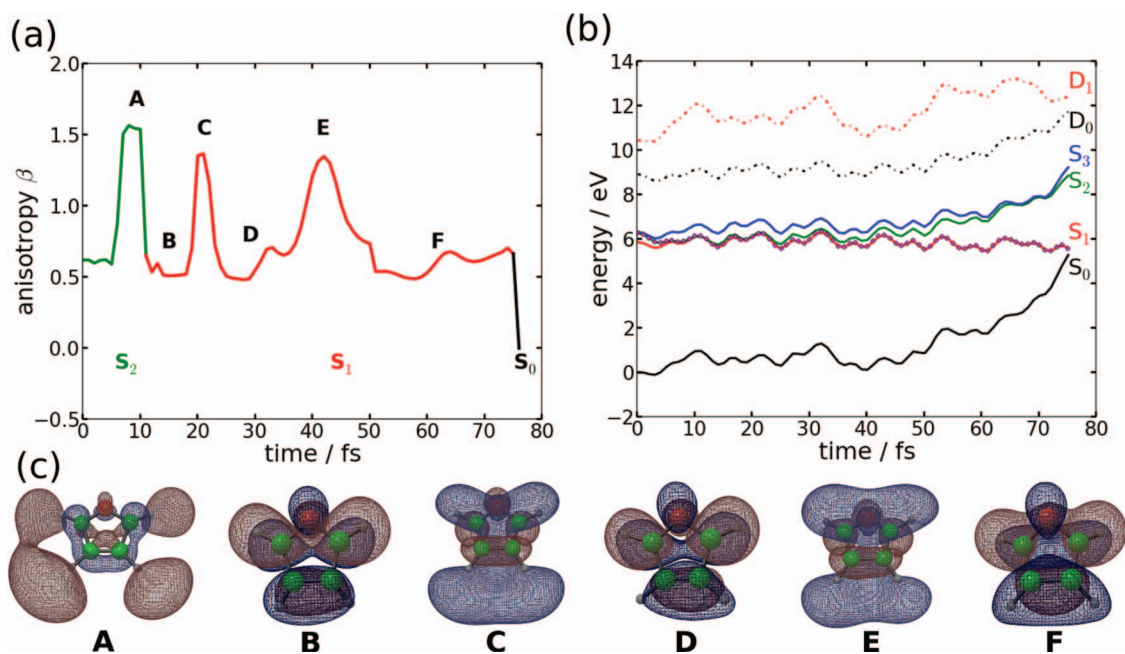 (a)
2.0
1.5
1.0
0.5
0.0
−0.5
anisotropy β
A
B
C
D
E
F
S₂
S₁
S₀
0 10 20 30 40 50 60 70 80
time / fs
(b)
14
12
10
8
6
4
2
0
−2
energy / eV
D₁
D₀
S₃
S₂
S₁
S₀
0 10 20 30 40 50 60 70 80
time / fs
(c)
A B C D E F